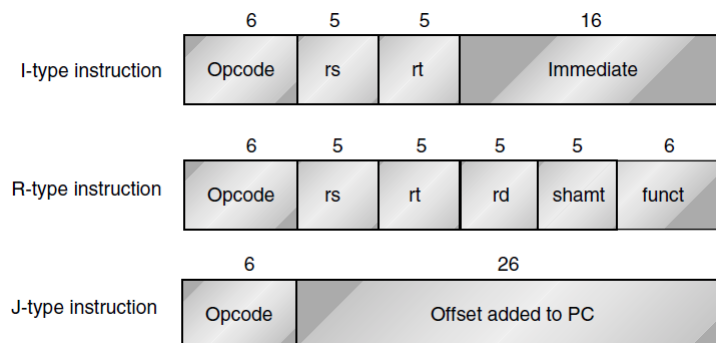 6 5 5 16
I-type instruction Opcode rs rt Immediate
6 5 5 5 5 6
R-type instruction Opcode rs rt rd shamt funct
6 26
J-type instruction Opcode Offset added to PC